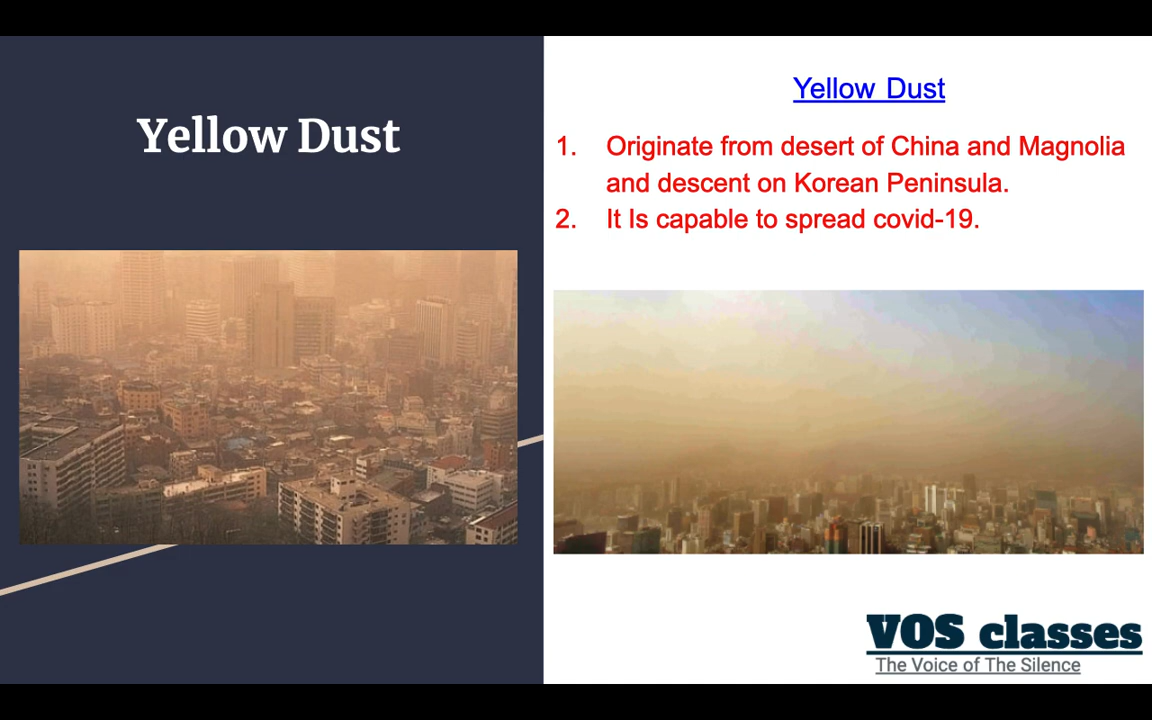 Yellow Dust
Yellow Dust
1. Originate from desert of China and Magnolia
and descent on Korean Peninsula.
2. It Is capable to spread covid-19.
VOS classes
The Voice of The Silence